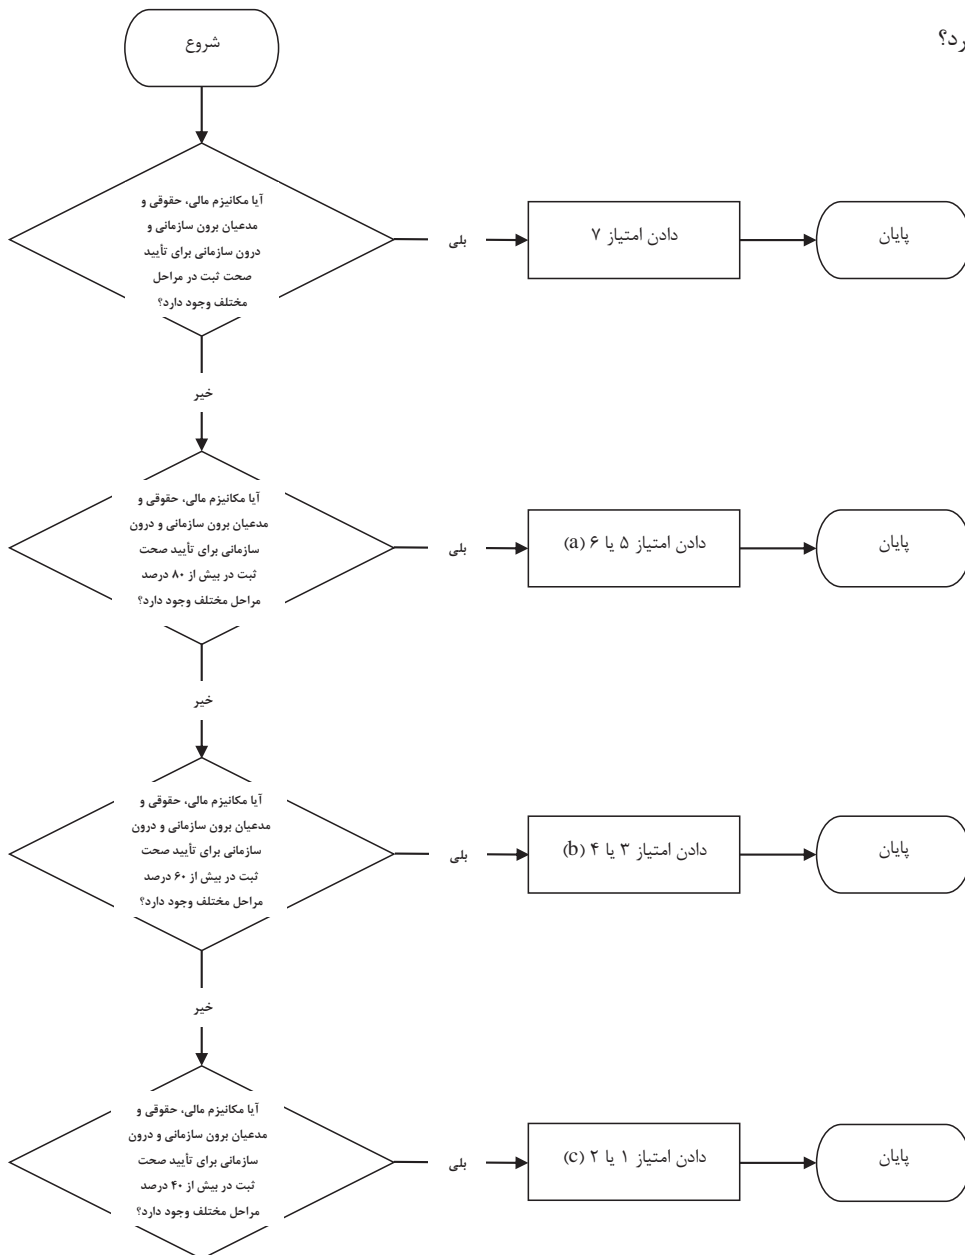 رد؟
شروع
آیا مکانیزم مالی، حقوقی و
مدعیان برون سازمانی و
درون سازمانی برای تأیید
صحت ثبت در مراحل
مختلف وجود دارد؟
بلی
دادن امتیاز ۷
پایان
خیر
آیا مکانیزم مالی، حقوقی و
مدعیان برون سازمانی و درون
سازمانی برای تأیید صحت
ثبت در بیش از ۸۰ درصد
مراحل مختلف وجود دارد؟
بلی
دادن امتیاز ۵ یا ۶ (a)
پایان
خیر
آیا مکانیزم مالی، حقوقی و
مدعیان برون سازمانی و درون
سازمانی برای تأیید صحت
ثبت در بیش از ۶۰ درصد
مراحل مختلف وجود دارد؟
بلی
دادن امتیاز ۳ یا ۴ (b)
پایان
خیر
آیا مکانیزم مالی، حقوقی و
مدعیان برون سازمانی و درون
سازمانی برای تأیید صحت
ثبت در بیش از ۴۰ درصد
مراحل مختلف وجود دارد؟
بلی
دادن امتیاز ۱ یا ۲ (c)
پایان